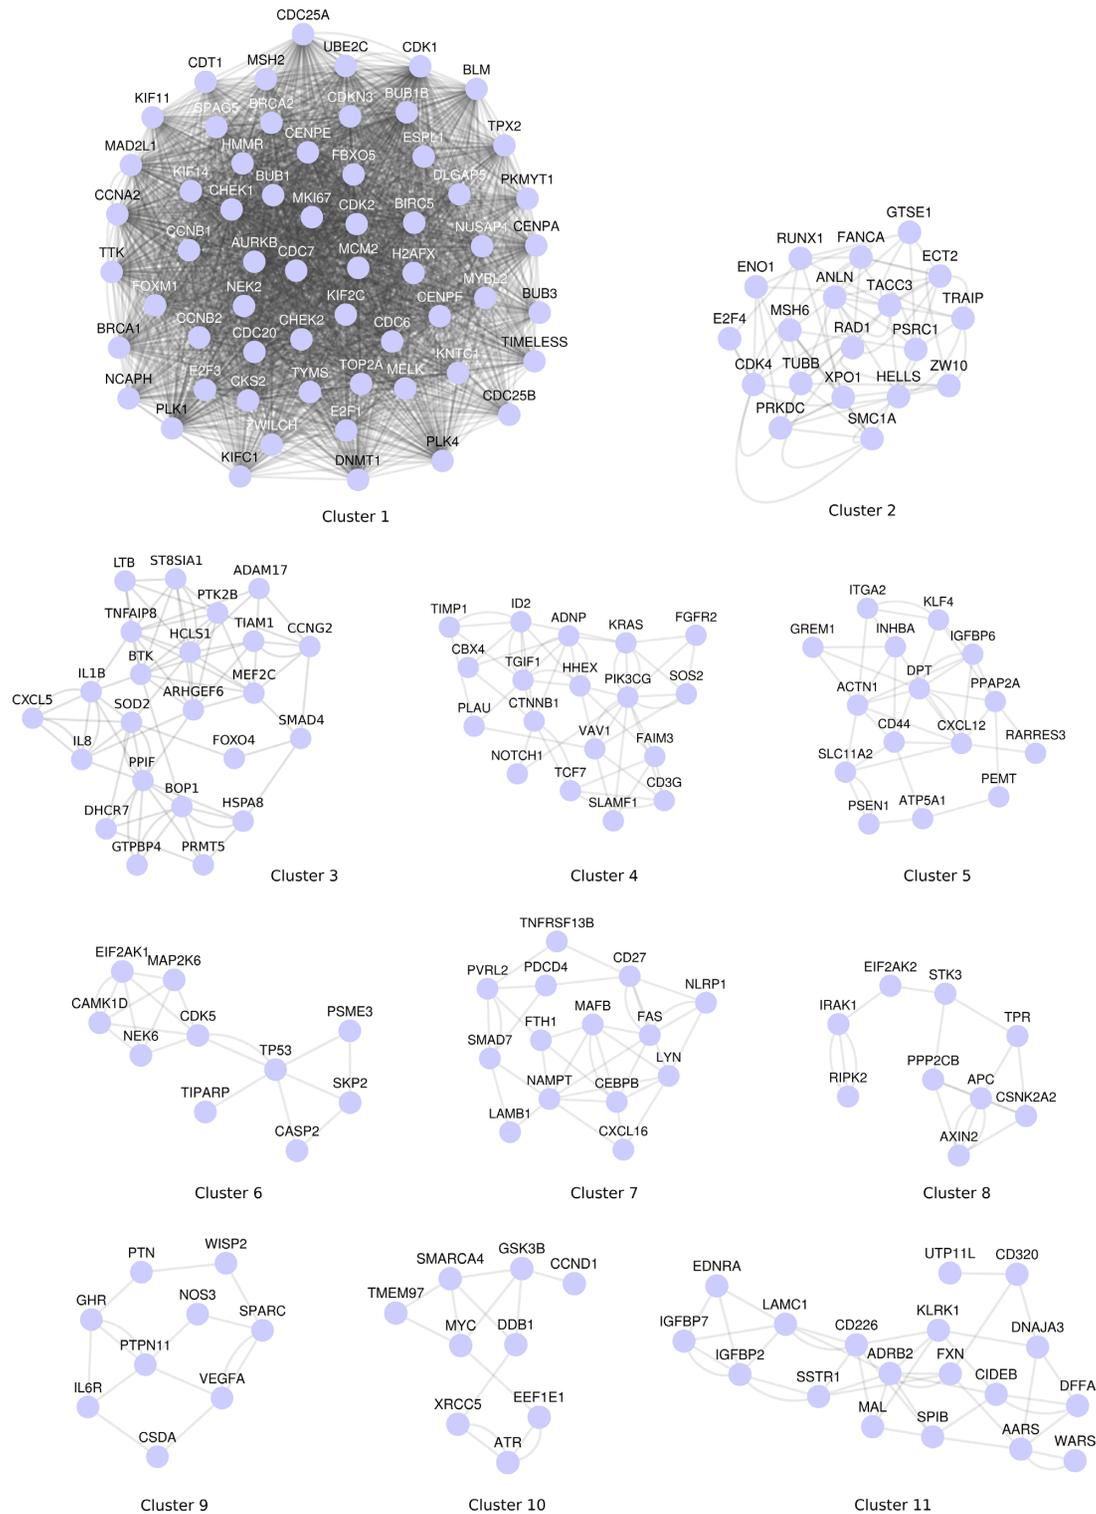 CDC25A
UBE2C
CDK1
MSH2
CDT1
BLM
KIF11
SPAG5
BRCA2
CDKN3
BUB1B
TPX2
MAD2L1
HMMR
CENPE
FBXO5
ESPL1
KIF14
BUB1
DLGAP5
PKMYT1
CCNA2
CHEK1
MKI67
CDK2
BIRC5
NUSAP1
CENPA
CCNB1
AURKB
CDC7
MCM2
H2AFX
TTK
FOXM1
NEK2
KIF2C
CENPF
MYBL2
BUB3
BRCA1
CCNB2
CDC20
CHEK2
CDC6
TIMELESS
NCAPH
E2F3
CKS2
TYMS
TOP2A
MELK
KNTC1
CDC25B
PLK1
ZWILCH
E2F1
PLK4
KIFC1
DNMT1
Cluster 1
GTSE1
RUNX1
FANCA
ECT2
ENO1
ANLN
TACC3
TRAIP
E2F4
MSH6
RAD1
PSRC1
CDK4
TUBB
XPO1
HELLS
ZW10
PRKDC
SMC1A
Cluster 2
LTB
ST8SIA1
ADAM17
PTK2B
TNFAIP8
HCLS1
TIAM1
CCNG2
BTK
IL1B
ARHGEF6
MEF2C
CXCL5
SOD2
SMAD4
IL8
FOXO4
PPIF
BOP1
HSPA8
DHCR7
GTPBP4
PRMT5
Cluster 3
TIMP1
ID2
ADNP
KRAS
FGFR2
CBX4
TGIF1
HHEX
PIK3CG
SOS2
PLAU
CTNNB1
VAV1
FAIM3
NOTCH1
TCF7
CD3G
SLAMF1
Cluster 4
ITGA2
KLF4
GREM1
INHBA
IGFBP6
DPT
ACTN1
PPAP2A
CD44
CXCL12
RARRES3
SLC11A2
PEMT
PSEN1
ATP5A1
Cluster 5
EIF2AK1
MAP2K6
CAMK1D
NEK6
CDK5
PSME3
TP53
TIPARP
SKP2
CASP2
Cluster 6
TNFRSF13B
PVRL2
PDCD4
CD27
NLRP1
MAFB
FTH1
FAS
SMAD7
LYN
NAMPT
CEBPB
LAMB1
CXCL16
Cluster 7
EIF2AK2
STK3
IRAK1
TPR
RIPK2
PPP2CB
APC
CSNK2A2
AXIN2
Cluster 8
PTN
WISP2
GHR
NOS3
SPARC
PTPN11
IL6R
VEGFA
CSDA
Cluster 9
SMARCA4
GSK3B
CCND1
TMEM97
MYC
DDB1
XRCC5
EEF1E1
ATR
Cluster 10
UTP11L
CD320
EDNRA
LAMC1
KLRK1
IGFBP7
CD226
DNAJA3
IGFBP2
ADRB2
FXN
CIDEB
SSTR1
DFFA
MAL
SPIB
AARS
WARS
Cluster 11